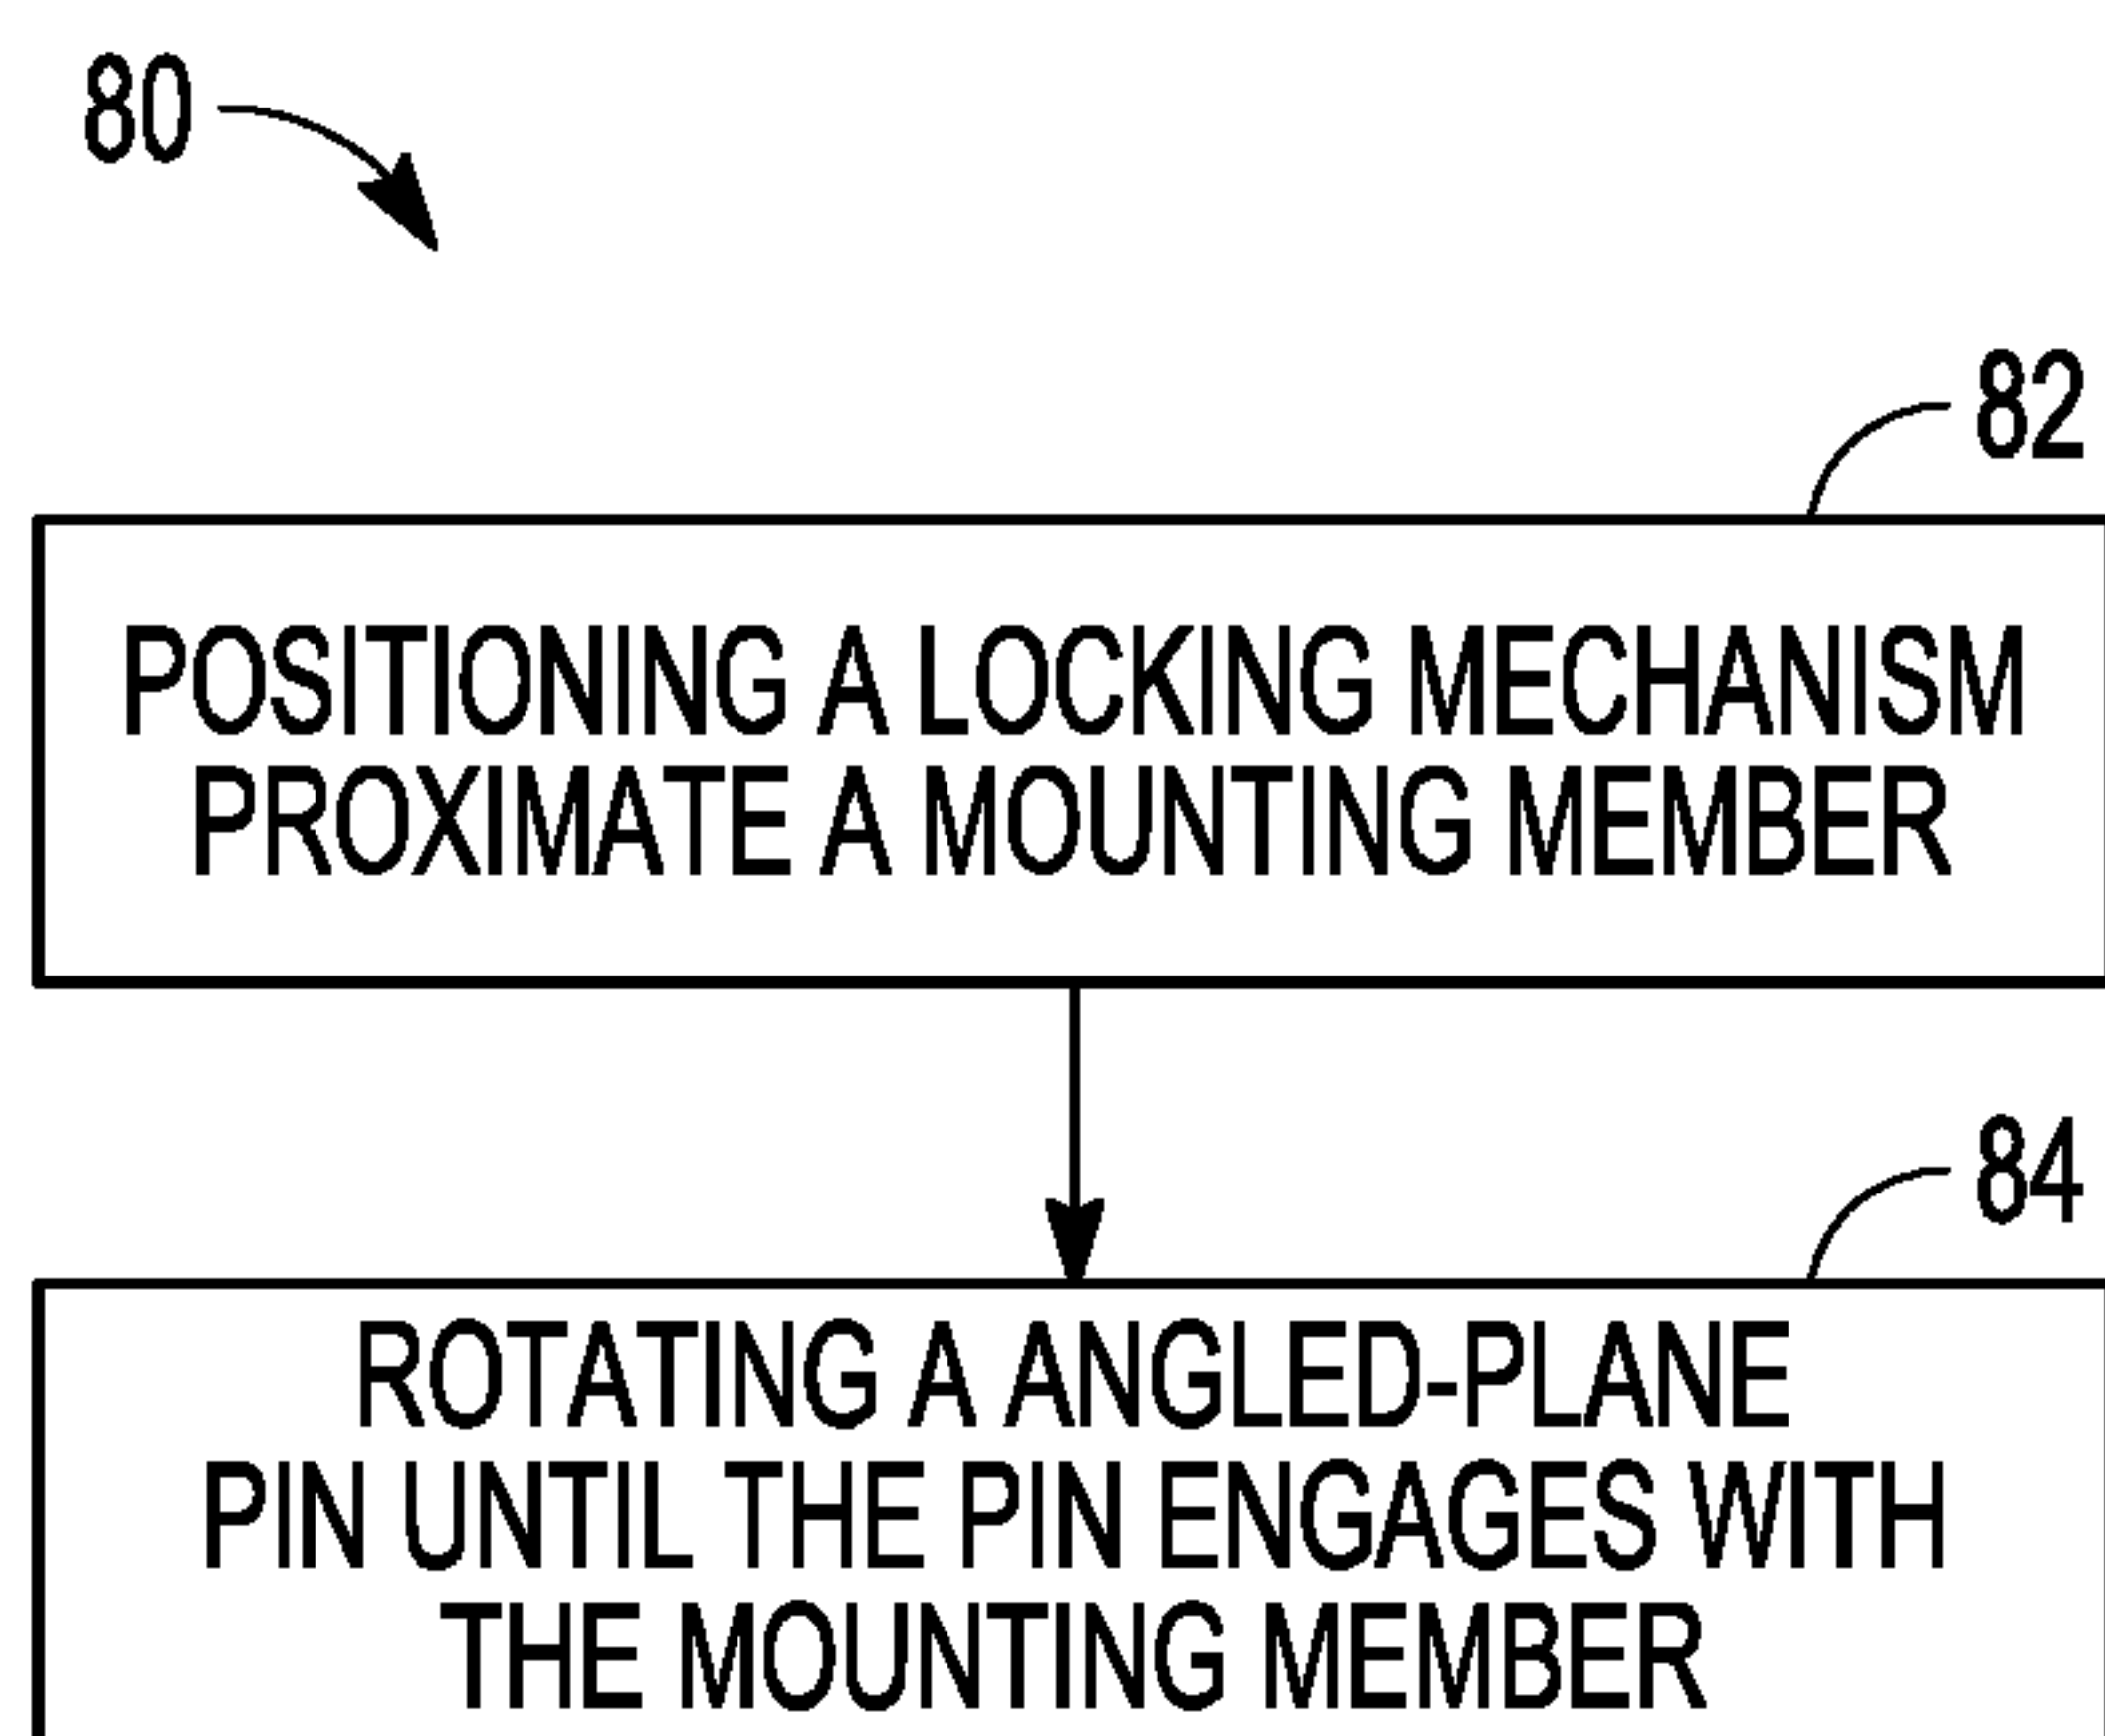 80
82
POSITIONING A LOCKING MECHANISM
PROXIMATE A MOUNTING MEMBER
84
ROTATING A ANGLED-PLANE
PIN UNTIL THE PIN ENGAGES WITH
THE MOUNTING MEMBER